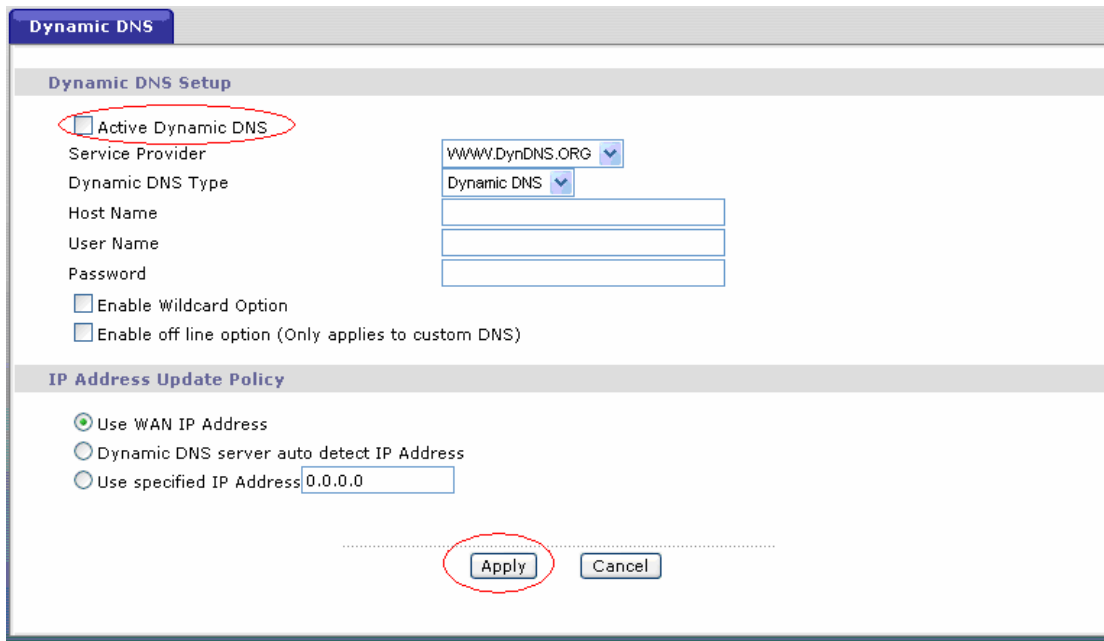 Dynamic DNS
Dynamic DNS Setup
Active Dynamic DNS
Service Provider WWW.DynDNS.ORG
Dynamic DNS Type Dynamic DNS
Host Name
User Name
Password
Enable Wildcard Option
Enable off line option (Only applies to custom DNS)
IP Address Update Policy
Use WAN IP Address
Dynamic DNS server auto detect IP Address
Use specified IP Address 0.0.0.0
Apply Cancel